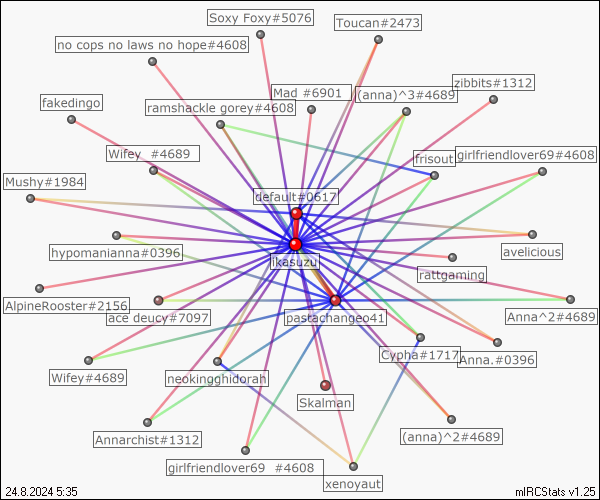 Soxy Foxy#5076
Toucan#2473
no cops no laws no hope#4608
zibbits#1312
Mad #6901
(anna)^3#4689
fakedingo
ramshackle gorey#4608
Wifey #4689
frisout
girlfriendlover69#4608
Mushy#1984
default#0617
hypomanianna#0396
avelicious
ikasuzu
rattgaming
AlpineRooster#2156
Anna^2#4689
ace deucy#7097
pastachangeo41
Cypha#1717
Anna.#0396
Wifey#4689
neokingghidorah
Skalman
Annarchist#1312
(anna)^2#4689
girlfriendlover69 #4608
xenoyaut
24.8.2024 5:35
mIRCStats v1.25